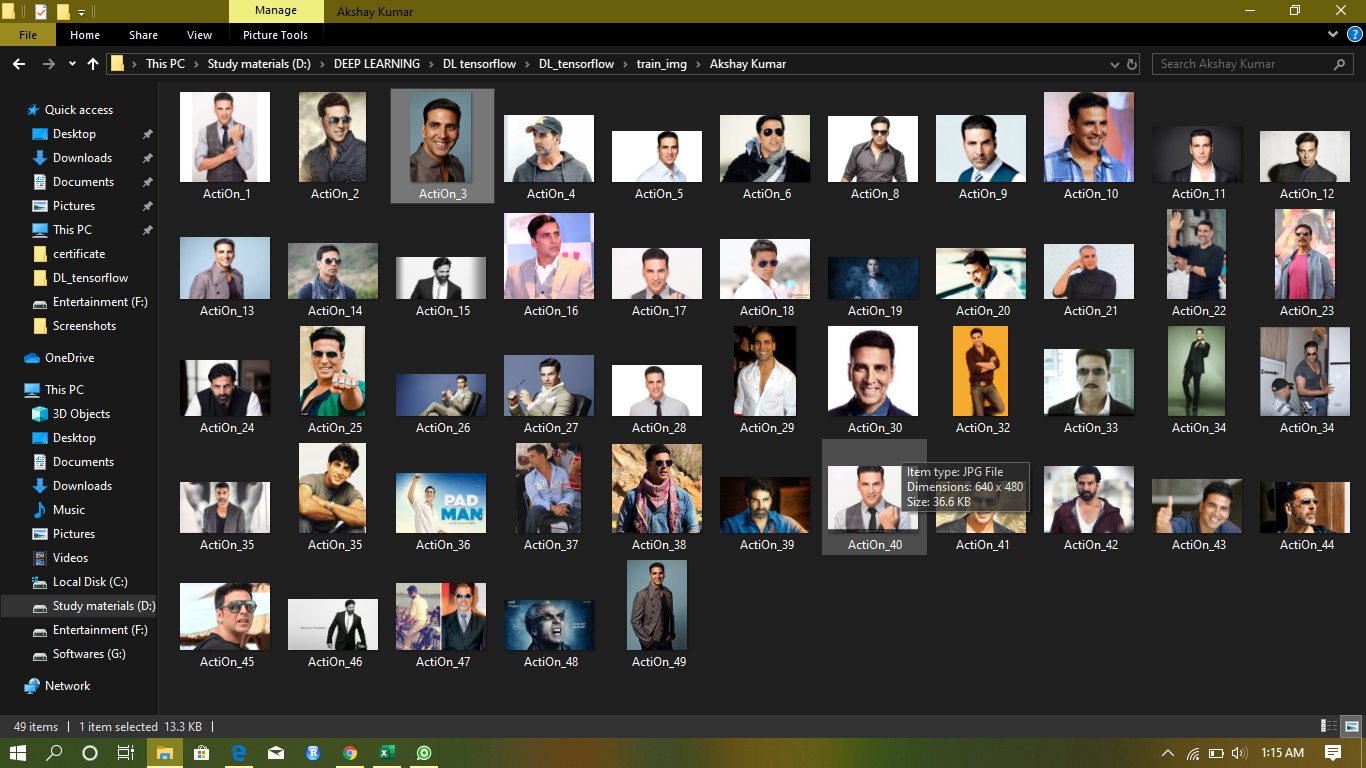 Manage
Akshay Kumar
File
Home
Share
View
Picture Tools
This PC
Study materials (D:)
DEEP LEARNING
DL tensorflow
DL_tensorflow
train_img
Akshay Kumar
Search Akshay Kumar
Quick access
Desktop
Downloads
Documents
Pictures
This PC
certificate
DL_tensorflow
Entertainment (F:)
Screenshots
OneDrive
This PC
3D Objects
Desktop
Documents
Downloads
Music
Pictures
Videos
Local Disk (C:)
Study materials (D:)
Entertainment (F:)
Softwares (G:)
Network
ActiOn_1
ActiOn_2
ActiOn_3
ActiOn_4
ActiOn_5
ActiOn_6
ActiOn_8
ActiOn_9
ActiOn_10
ActiOn_11
ActiOn_12
ActiOn_13
ActiOn_14
ActiOn_15
ActiOn_16
ActiOn_17
ActiOn_18
ActiOn_19
ActiOn_20
ActiOn_21
ActiOn_22
ActiOn_23
ActiOn_24
ActiOn_25
ActiOn_26
ActiOn_27
ActiOn_28
ActiOn_29
ActiOn_30
ActiOn_32
ActiOn_33
ActiOn_34
ActiOn_34
PAD
MAN
Item type: JPG File
Dimensions: 640 x 480
Size: 36.6 KB
ActiOn_35
ActiOn_35
ActiOn_36
ActiOn_37
ActiOn_38
ActiOn_39
ActiOn_40
ActiOn_41
ActiOn_42
ActiOn_43
ActiOn_44
ActiOn_45
ActiOn_46
ActiOn_47
ActiOn_48
ActiOn_49
49 items
1 item selected 13.3 KB
1:15 AM